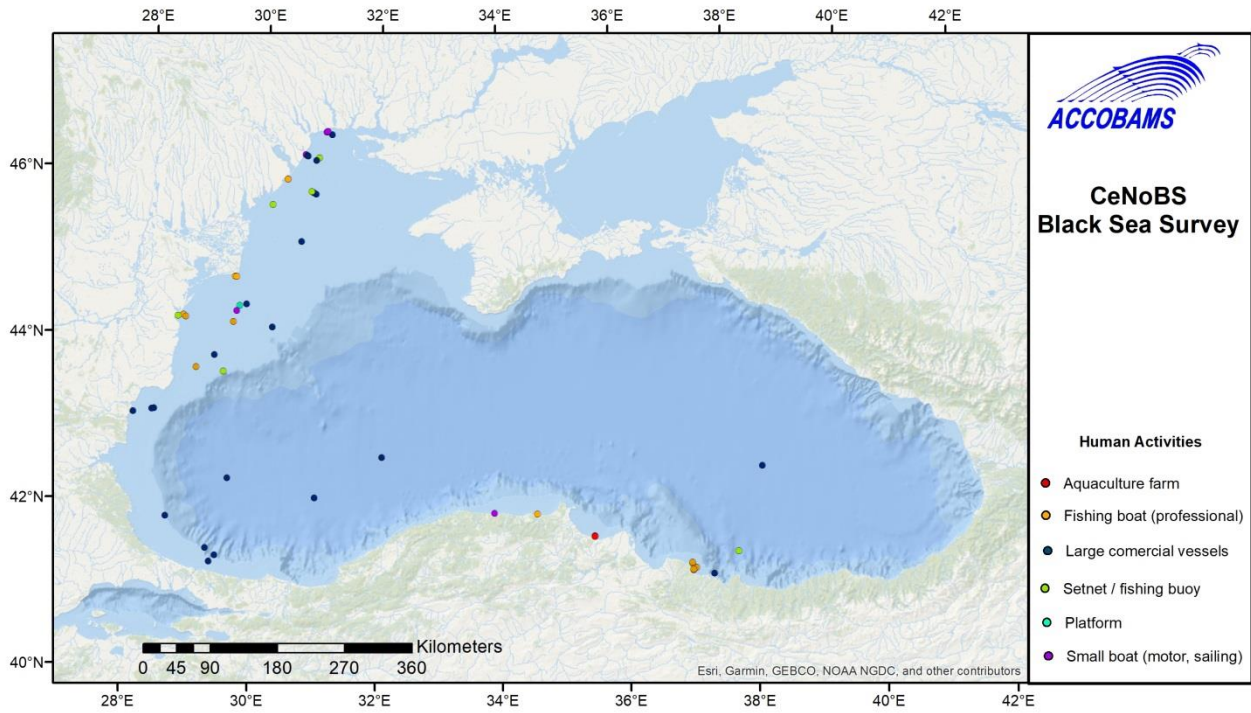 28°E 30°E 32°E 34°E 36°E 38°E 40°E 42°E
46°N
44°N
42°N
40°N
Kilometers
0 45 90 180 270 360
Esri, Garmin, GEBCO, NOAA NGDC, and other contributors
28°E 30°E 32°E 34°E 36°E 38°E 40°E 42°E
ACCOBAMS
CeNoBS
Black Sea Survey
Human Activities
Aquaculture farm
Fishing boat (professional)
Large comercial vessels
Setnet / fishing buoy
Platform
Small boat (motor, sailing)